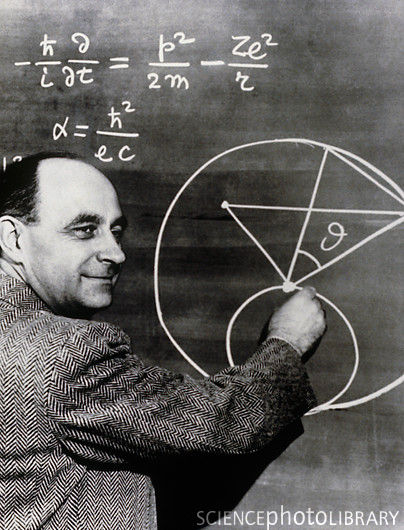 -ħ/i ∂/∂t = p²/2m - Ze²/r
α = ħ²/ec
ϑ
SCIENCEphotoLIBRARY